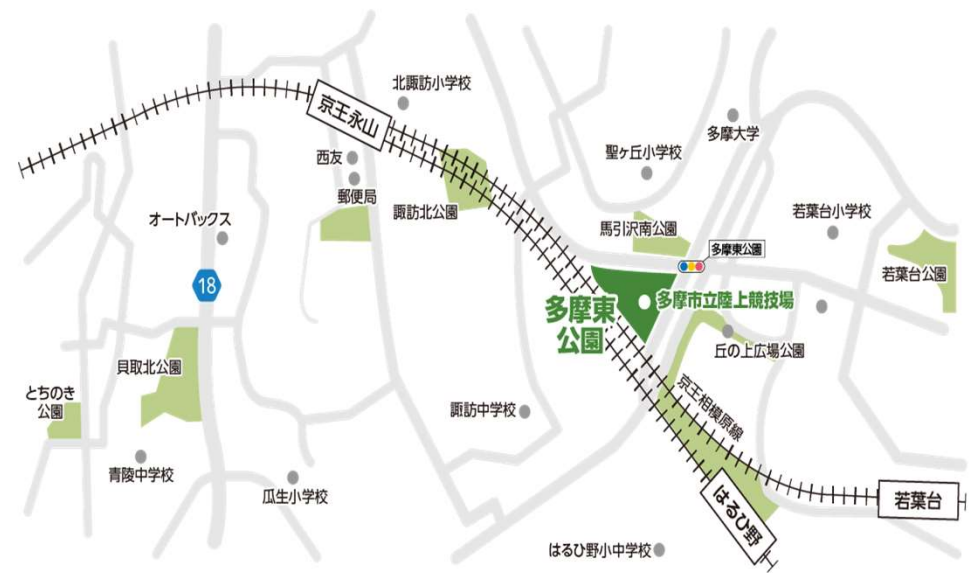 北諏訪小学校
京王永山
多摩大学
西友
聖ヶ丘小学校
郵便局
オートバックス
諏訪北公園
馬引沢南公園
若葉台小学校
多摩東公園
若葉台公園
18
多摩市立陸上競技場
多摩東
公園
丘の上広場公園
貝取北公園
とちのき
公園
京王相模原線
諏訪中学校
青陵中学校
瓜生小学校
はるひ野
若葉台
はるひ野小中学校